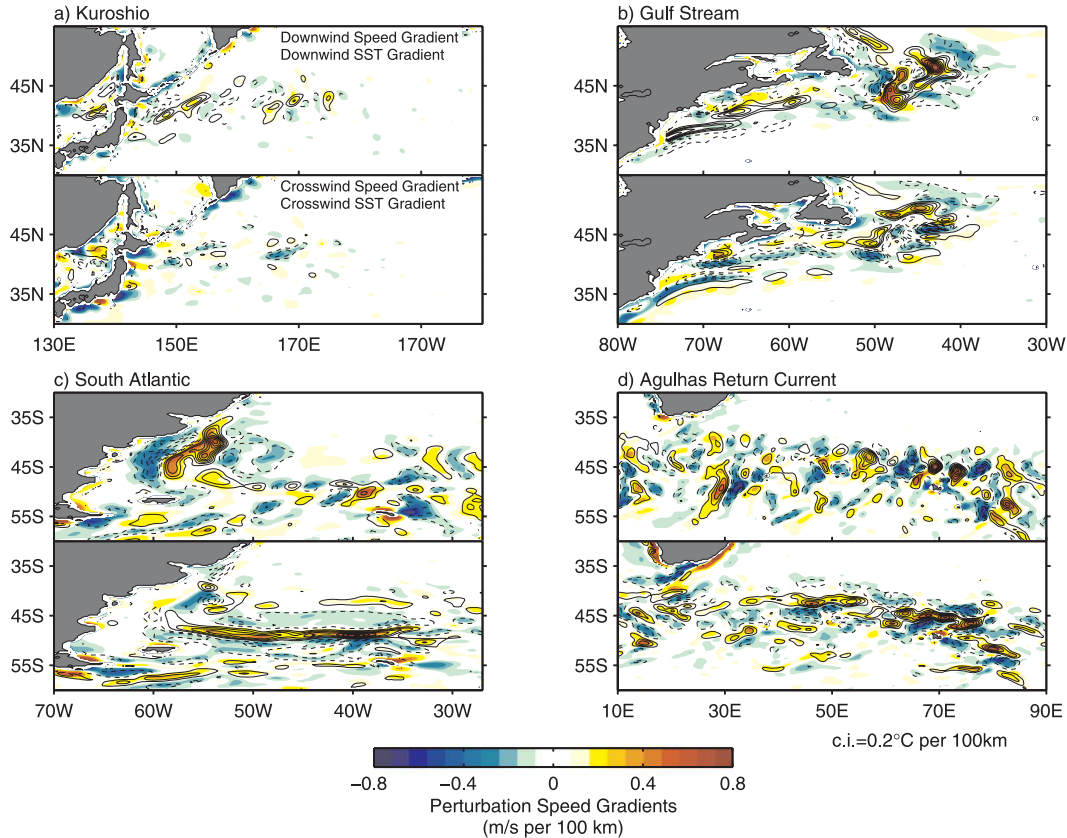 a) Kuroshio
Downwind Speed Gradient
Downwind SST Gradient
45N
35N
Crosswind Speed Gradient
Crosswind SST Gradient
45N
35N
130E 150E 170E 170W
b) Gulf Stream
45N
35N
45N
35N
80W 70W 60W 50W 40W 30W
c) South Atlantic
35S
45S
55S
35S
45S
55S
70W 60W 50W 40W 30W
d) Agulhas Return Current
35S
45S
55S
35S
45S
55S
10E 30E 50E 70E 90E
c.i.=0.2°C per 100km
−0.8 −0.4 0 0.4 0.8
Perturbation Speed Gradients
(m/s per 100 km)